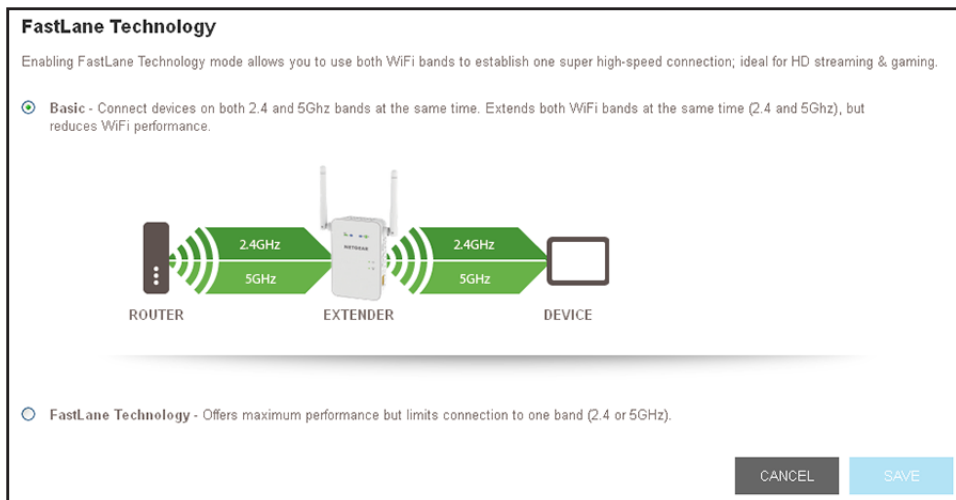 FastLane Technology
Enabling FastLane Technology mode allows you to use both WiFi bands to establish one super high-speed connection; ideal for HD streaming & gaming.
Basic - Connect devices on both 2.4 and 5Ghz bands at the same time. Extends both WiFi bands at the same time (2.4 and 5Ghz), but
reduces WiFi performance.
2.4GHz
NETGEAR
2.4GHz
5GHz
5GHz
ROUTER
EXTENDER
DEVICE
FastLane Technology - Offers maximum performance but limits connection to one band (2.4 or 5GHz).
CANCEL
SAVE